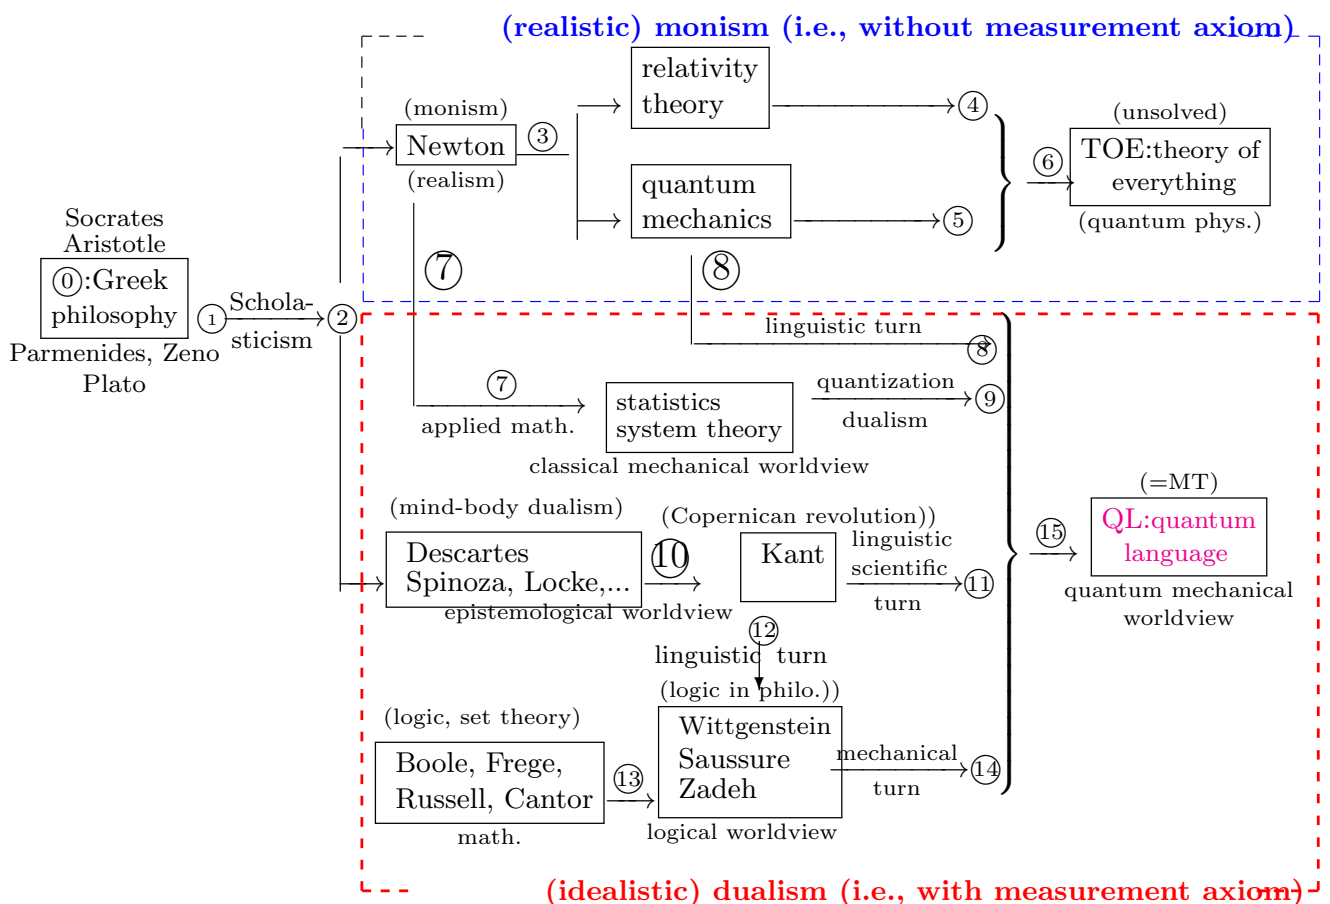 (realistic) monism (i.e., without measurement axiom)
relativity
theory
④
(monism)
Newton
(realism)
③
quantum
mechanics
⑤
⑥
(unsolved)
TOE:theory of
everything
(quantum phys.)
Socrates
Aristotle
⓪:Greek
philosophy
Parmenides, Zeno
Plato
①
Schola-
sticism
②
⑦
⑧
linguistic turn
⑧
⑦
applied math.
statistics
system theory
classical mechanical worldview
quantization
dualism
⑨
(mind-body dualism)
Descartes
Spinoza, Locke,...
epistemological worldview
⑩
(Copernican revolution))
Kant
linguistic
scientific
turn
⑪
⑫
linguistic turn
(logic in philo.))
(logic, set theory)
Boole, Frege,
Russell, Cantor
math.
⑬
Wittgenstein
Saussure
Zadeh
logical worldview
mechanical
turn
⑭
⑮
(=MT)
QL:quantum
language
quantum mechanical
worldview
(idealistic) dualism (i.e., with measurement axiom)